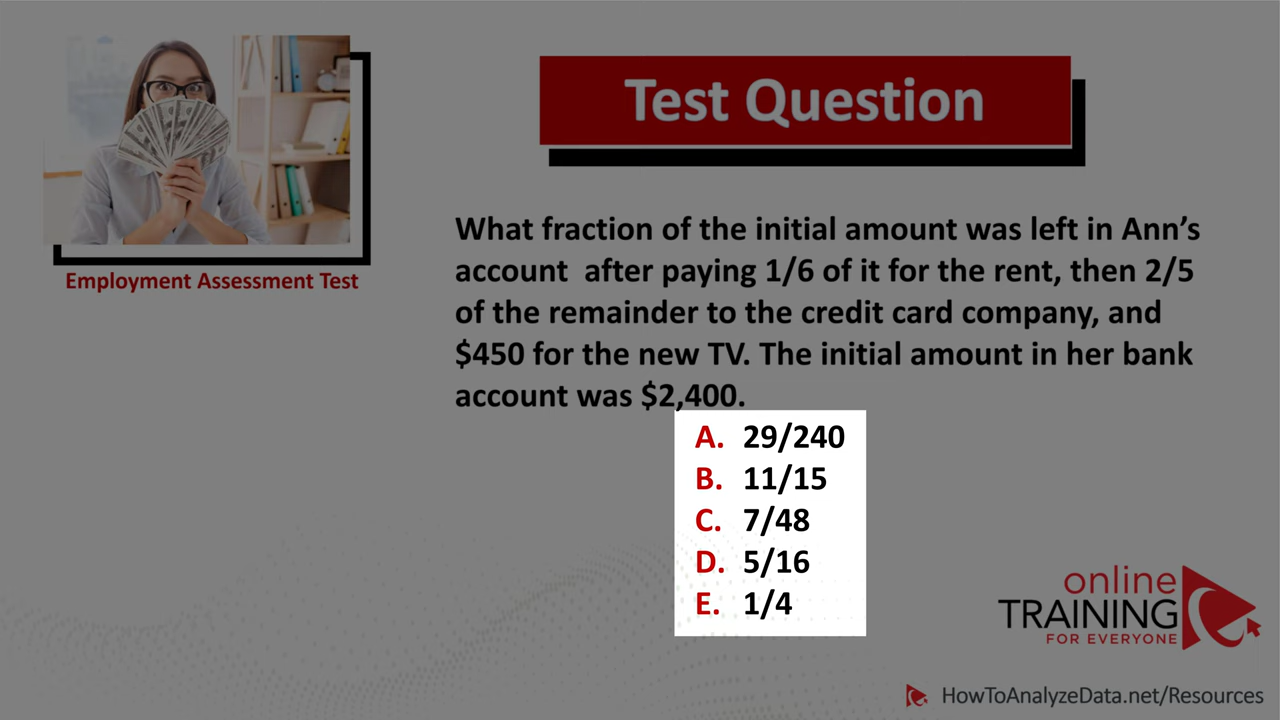 Test Question
Employment Assessment Test
What fraction of the initial amount was left in Ann’s
account  after paying 1/6 of it for the rent, then 2/5
of the remainder to the credit card company, and
$450 for the new TV. The initial amount in her bank
account was $2,400.
A. 29/240
B. 11/15
C. 7/48
D. 5/16
E. 1/4
online
TRAINING
FOR EVERYONE
HowToAnalyzeData.net/Resources